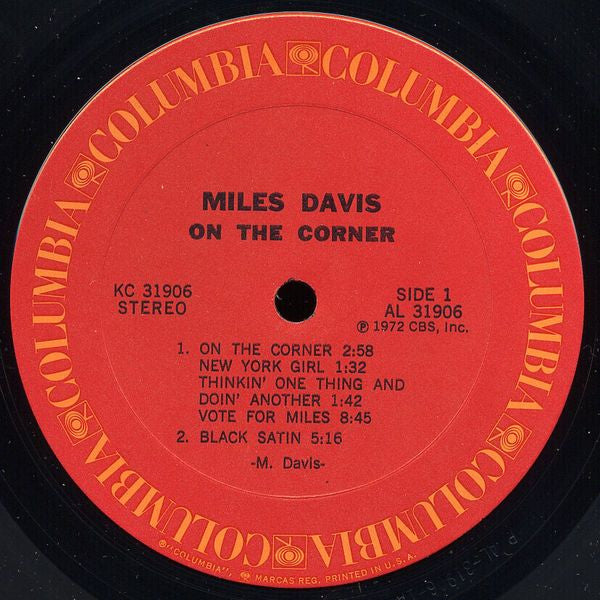 COLUMBIA COLUMBIA COLUMBIA COLUMBIA COLUMBIA COLUMBIA COLUMBIA
MILES DAVIS
ON THE CORNER
KC 31906
STEREO
SIDE 1
AL 31906
Ⓟ 1972 CBS, Inc.
1. ON THE CORNER 2:58
NEW YORK GIRL 1:32
THINKIN' ONE THING AND
DOIN' ANOTHER 1:42
VOTE FOR MILES 8:45
2. BLACK SATIN 5:16
-M. Davis-
®"COLUMBIA", MARCAS REG. PRINTED IN U.S.A.